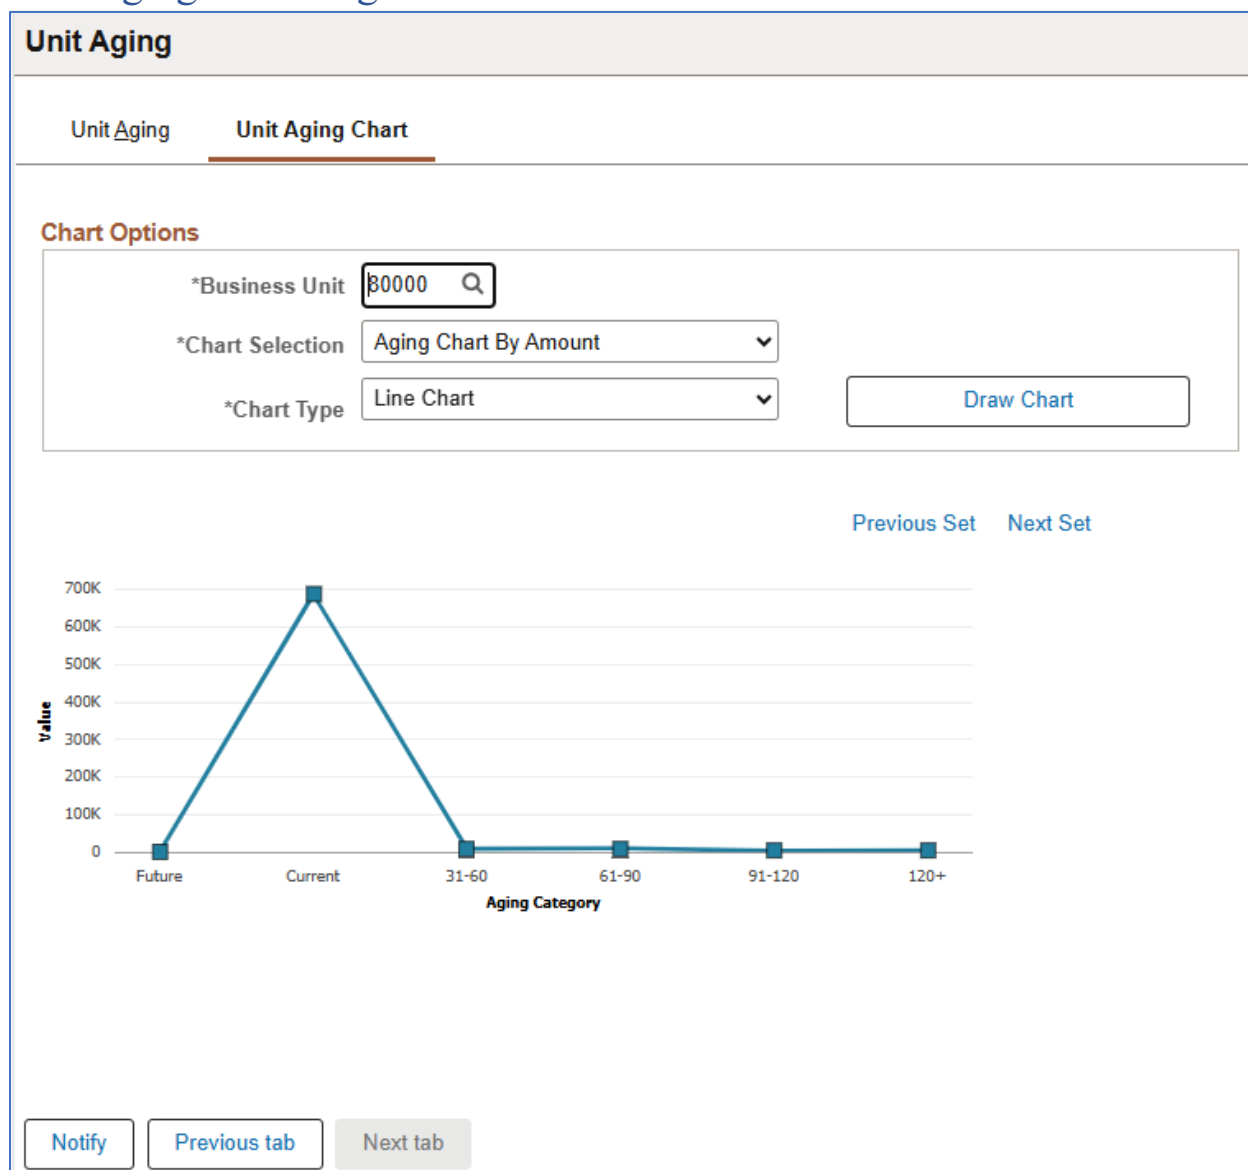 Unit Aging
Unit Aging Unit Aging Chart
Chart Options
*Business Unit 80000
*Chart Selection Aging Chart By Amount
*Chart Type Line Chart Draw Chart
Previous Set Next Set
700K
600K
500K
400K
300K
200K
100K
0
Value
Future Current 31-60 61-90 91-120 120+
Aging Category
Notify Previous tab Next tab